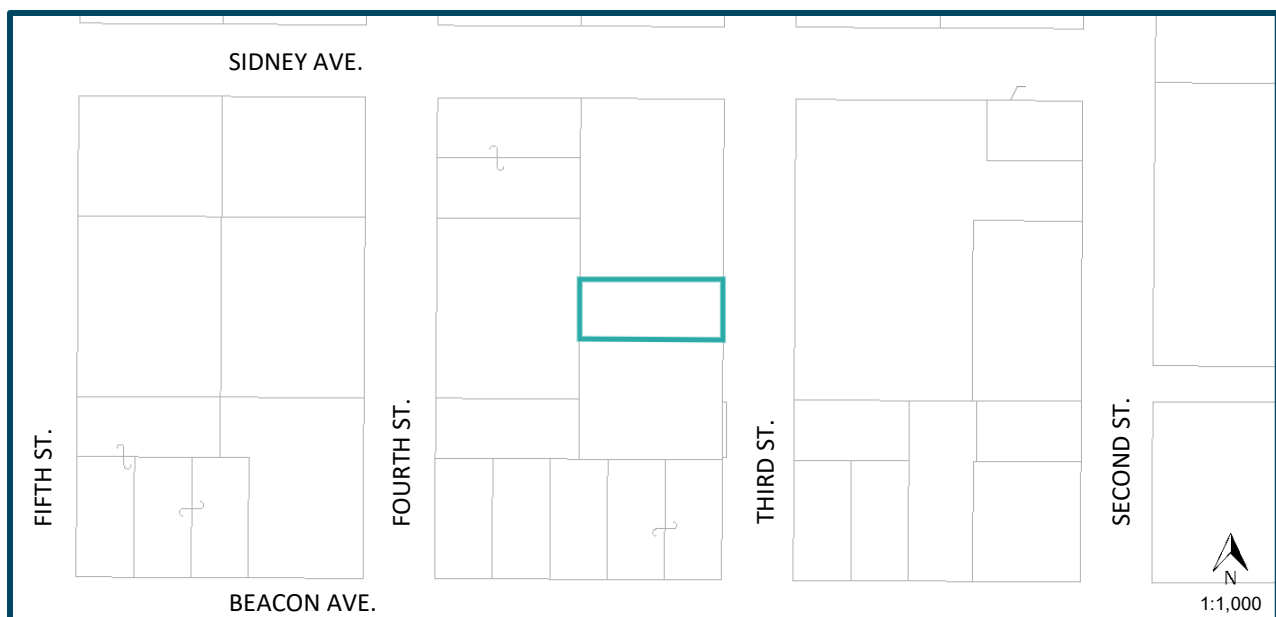 SIDNEY AVE.
FIFTH ST.
FOURTH ST.
THIRD ST.
SECOND ST.
BEACON AVE.
N
1:1,000